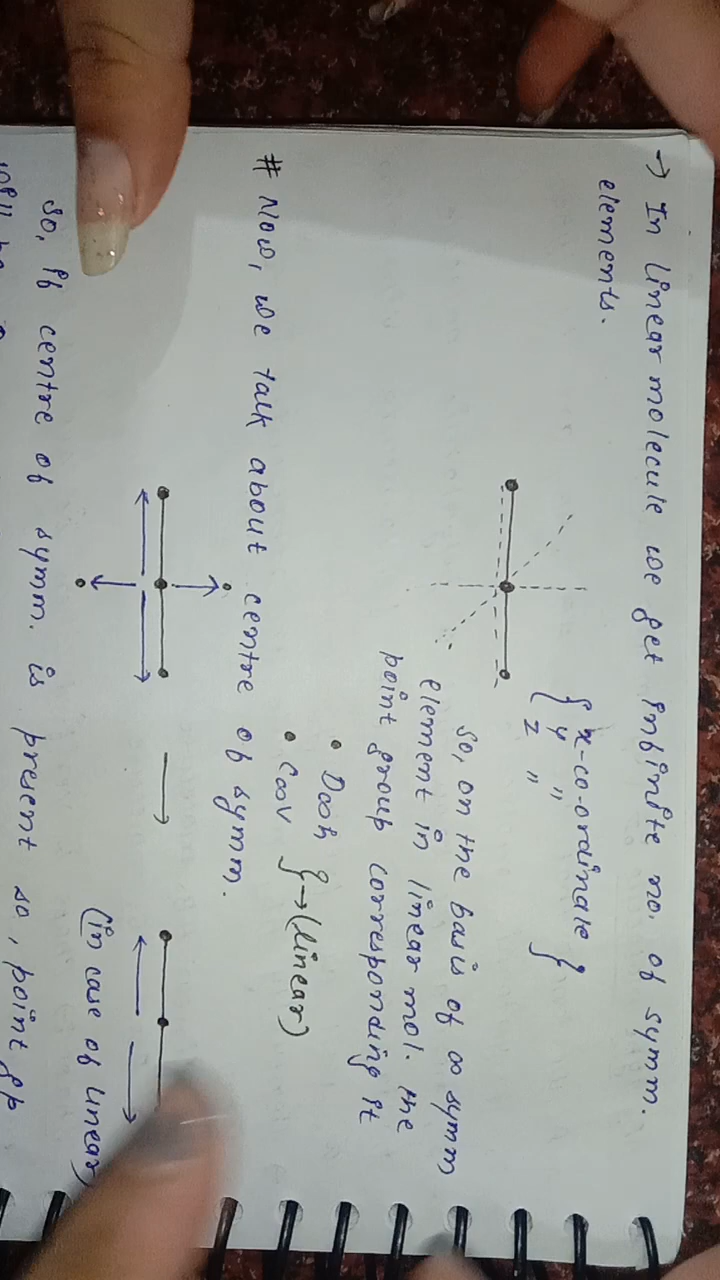 → In linear molecule we get infinite no. of symm.
elements.
{ x-co-ordinate }
y "
z "
so, on the basis of ∞ symm
element in linear mol. the
point group corresponding it
• D∞h
• C∞v } → (linear)
# Now, we talk about centre of symm.
(in case of linear)
so, if centre of symm. is present so, point gp